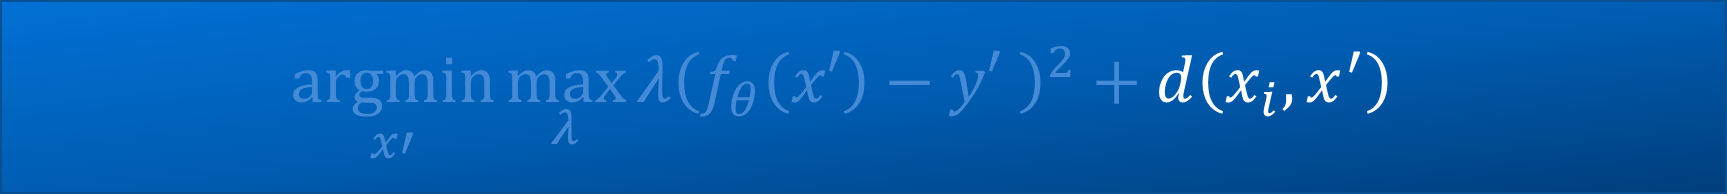 argmin max λ(f_θ(x′) − y′ )² + d(x_i, x′)
x′ λ